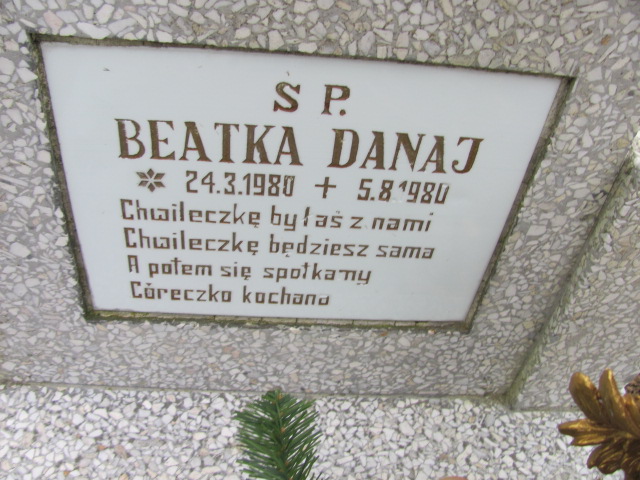 S P.
BEATKA DANAJ
* 24.3.1980 + 5.8.1980
Chwileczkę byłaś z nami
Chwileczkę będziesz sama
A potem się spotkamy
Córeczko kochana